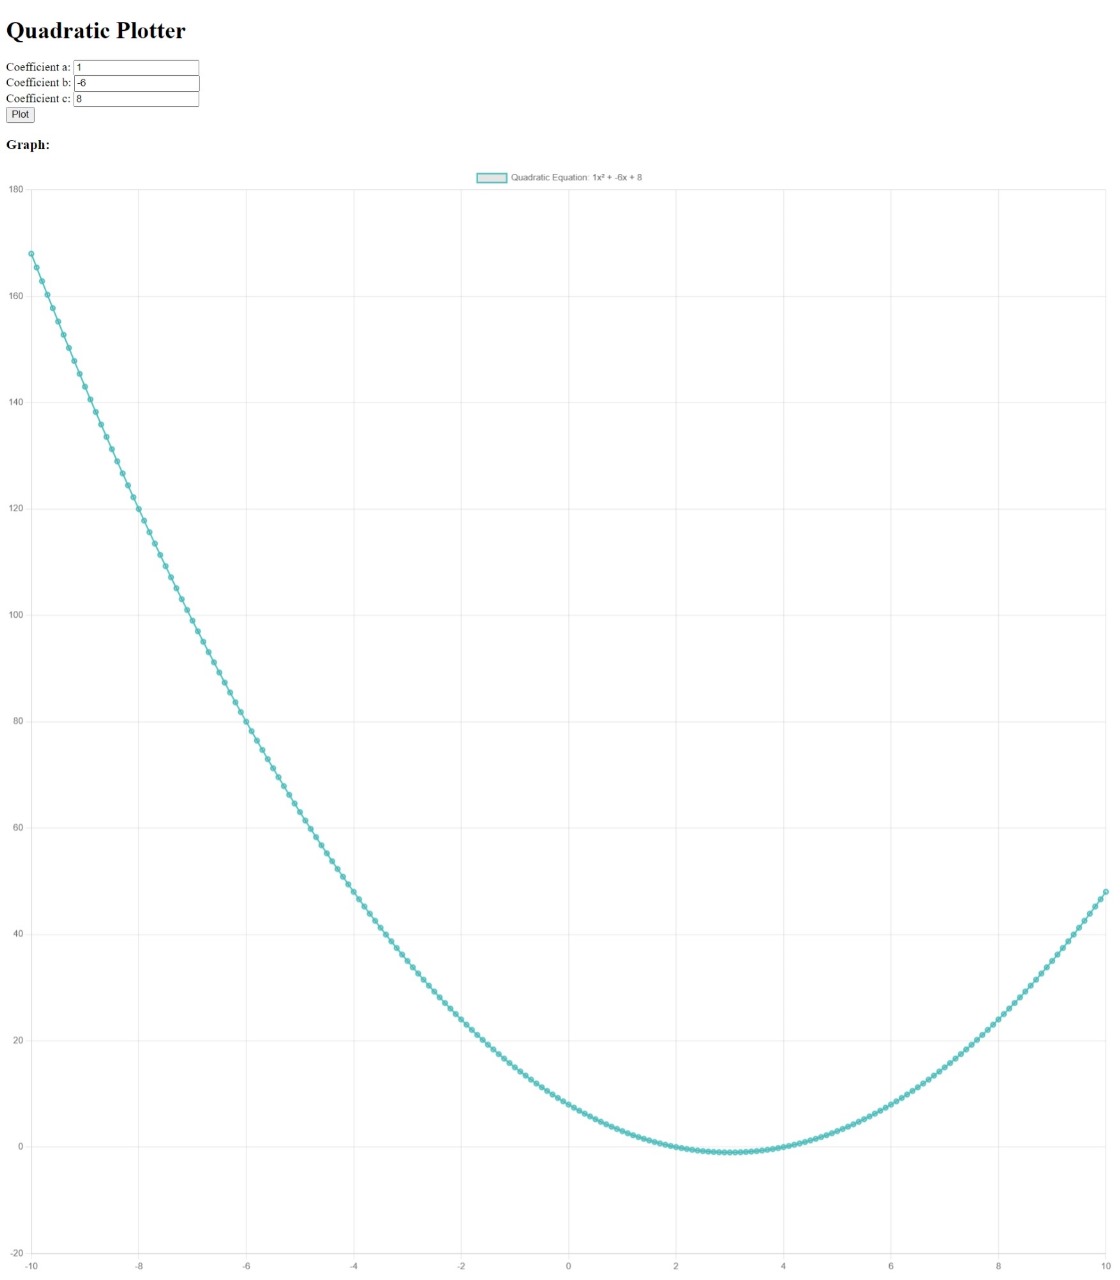 Quadratic Plotter
Coefficient a: 1
Coefficient b: -6
Coefficient c: 8
Plot
Graph:
Quadratic Equation: 1x² + -6x + 8
180
160
140
120
100
80
60
40
20
0
-20
-10 -8 -6 -4 -2 0 2 4 6 8 10